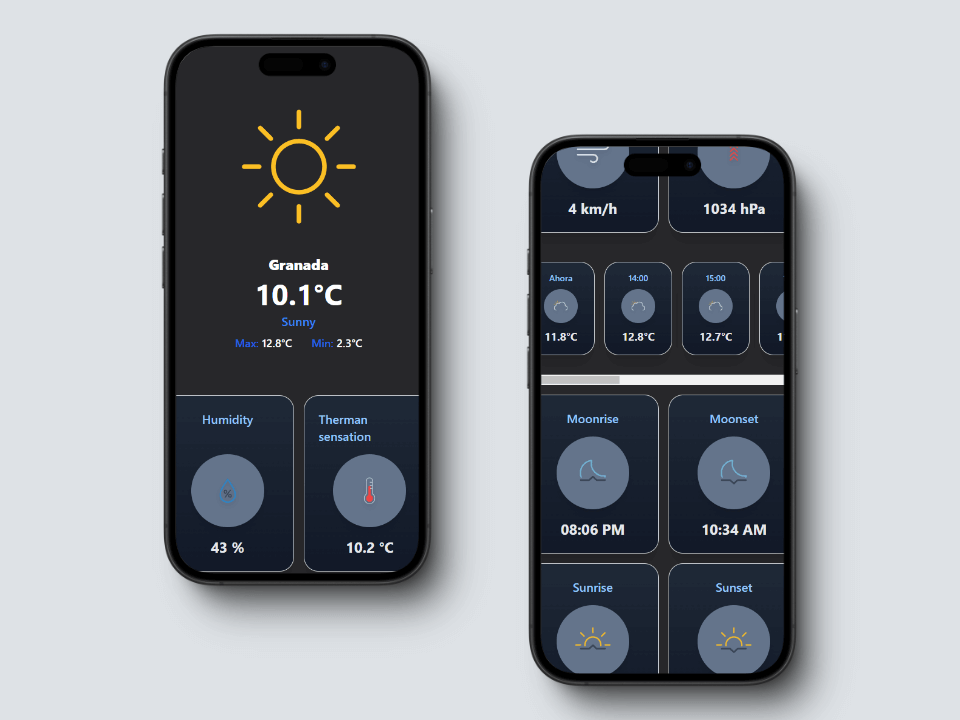 Granada
10.1°C
Sunny
Max: 12.8°C Min: 2.3°C
Humidity
Therman
sensation
%
43 %
10.2 °C
4 km/h
1034 hPa
Ahora
14:00
15:00
11.8°C
12.8°C
12.7°C
1
Moonrise
Moonset
08:06 PM
10:34 AM
Sunrise
Sunset